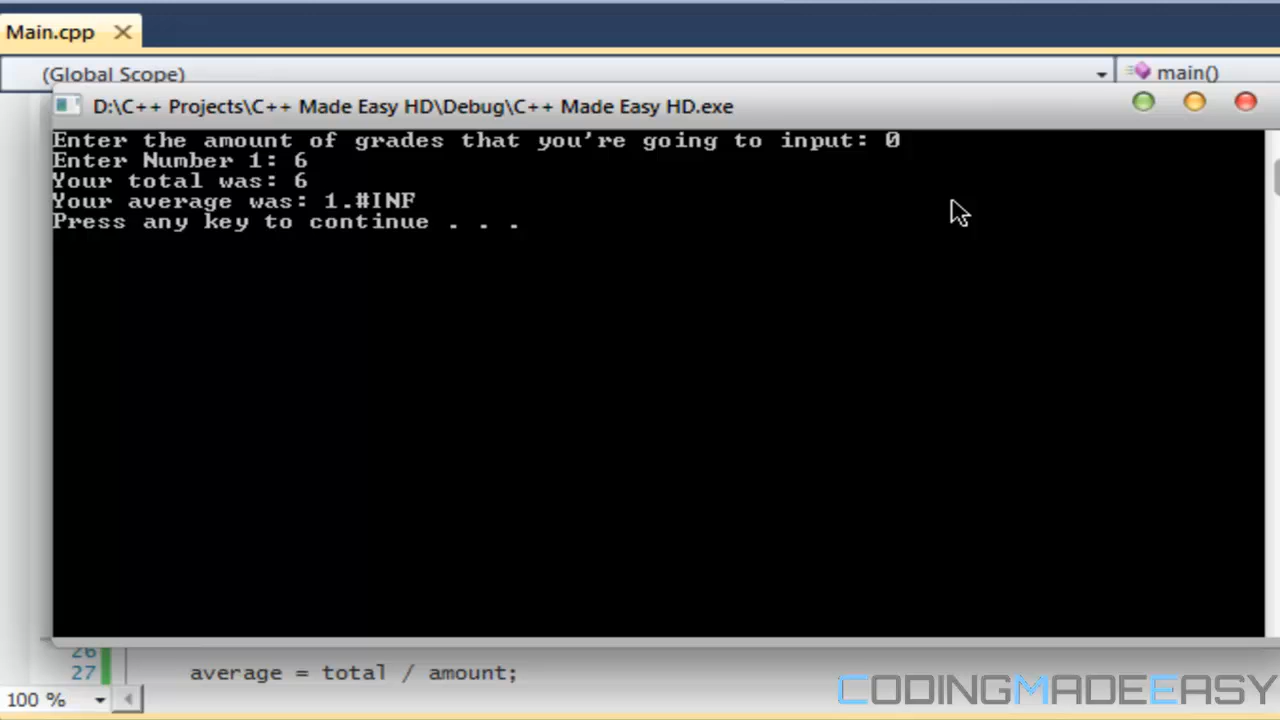 Main.cpp
(Global Scope)
main()
D:\C++ Projects\C++ Made Easy HD\Debug\C++ Made Easy HD.exe
Enter the amount of grades that you're going to input: 0
Enter Number 1: 6
Your total was: 6
Your average was: 1.#INF
Press any key to continue . . .
26
27 average = total / amount;
100 %
CODINGMADEEASY